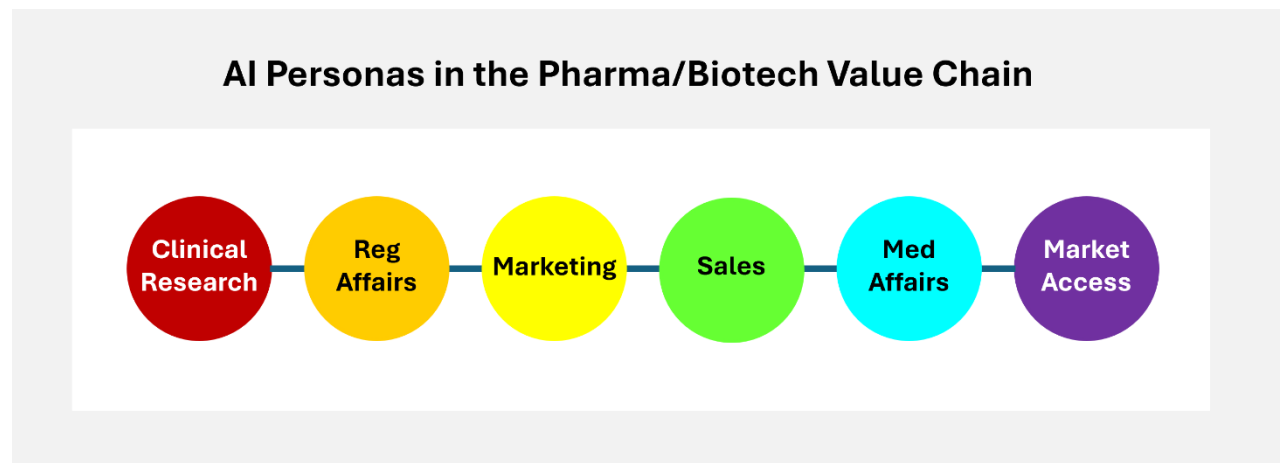 AI Personas in the Pharma/Biotech Value Chain
Clinical
Research
Reg
Affairs
Marketing
Sales
Med
Affairs
Market
Access